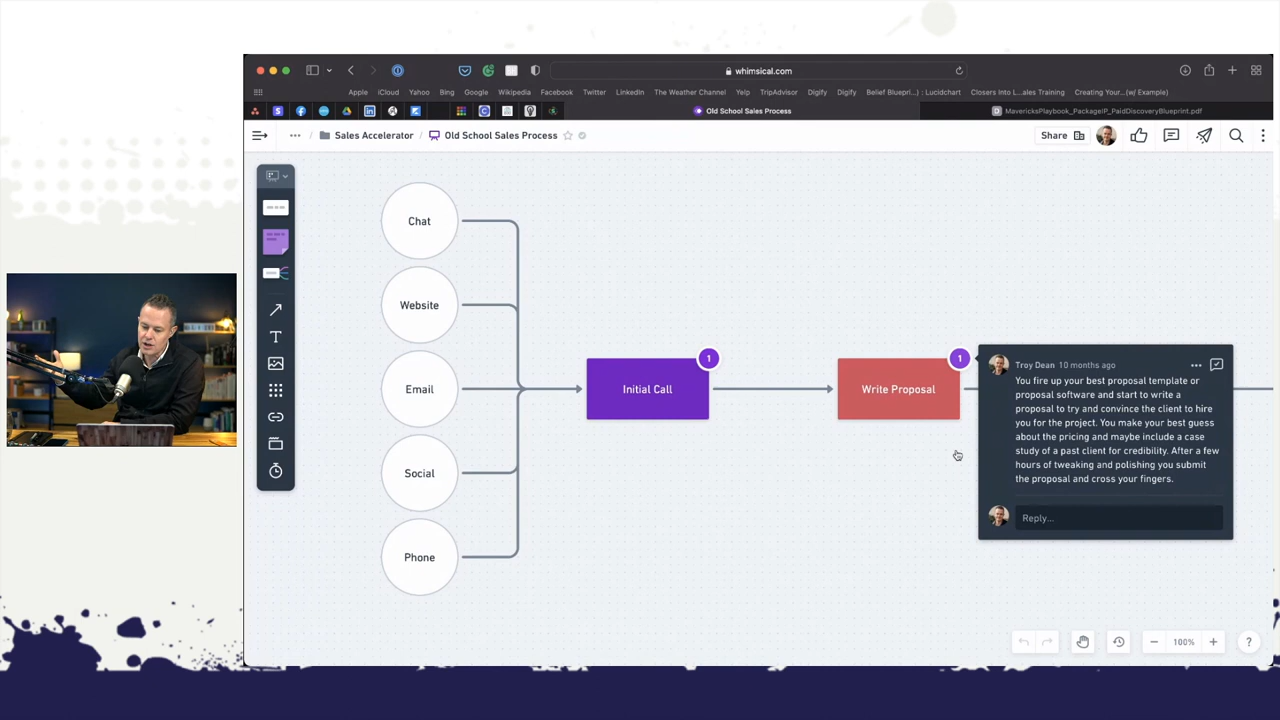 whimsical.com
Apple iCloud Yahoo Bing Google Wikipedia Facebook Twitter LinkedIn The Weather Channel Yelp TripAdvisor Digify Digify Belief Bluepri...: Lucidchart Closers Into L...ales Training Creating Your...(w/ Example)
Old School Sales Process
MavericksPlaybook_PackageIP_PaidDiscoveryBlueprint.pdf
... / Sales Accelerator / Old School Sales Process
Share
Chat
Website
Email
Social
Phone
Initial Call
1
Write Proposal
1
Troy Dean 10 months ago
You fire up your best proposal template or
proposal software and start to write a
proposal to try and convince the client to hire
you for the project. You make your best guess
about the pricing and maybe include a case
study of a past client for credibility. After a few
hours of tweaking and polishing you submit
the proposal and cross your fingers.
Reply...
100%
?